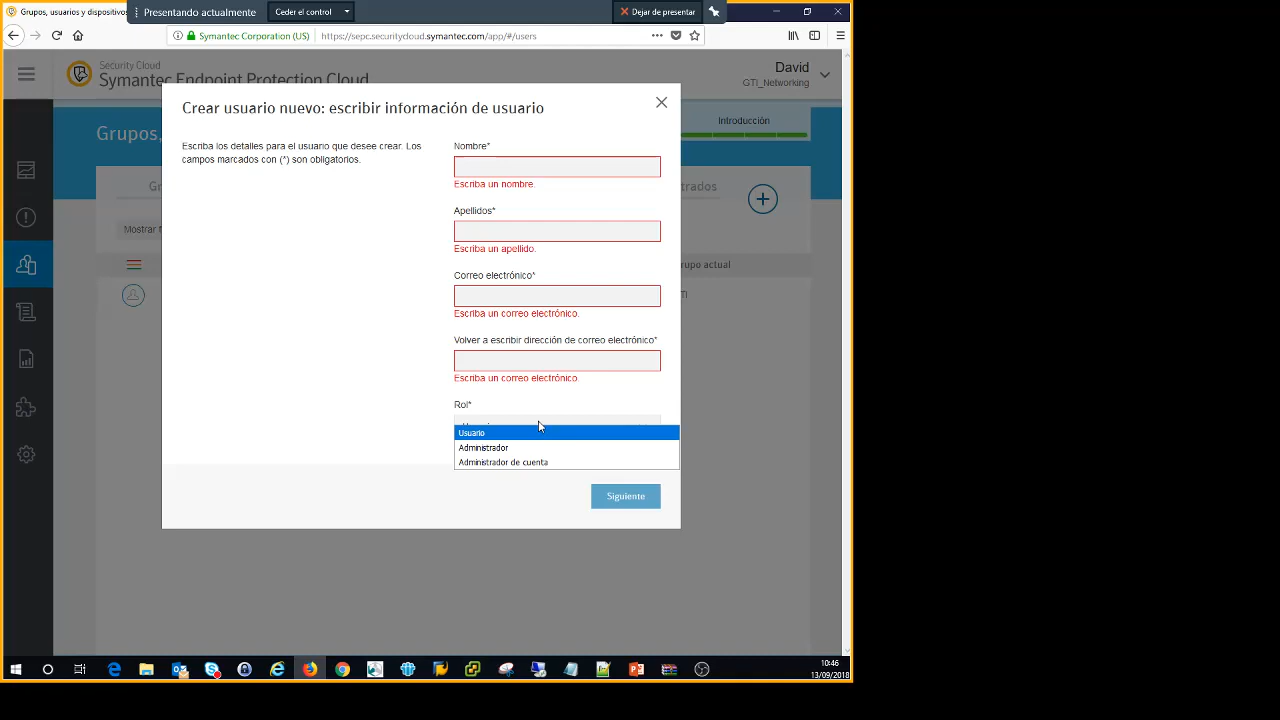 Grupos, usuarios y dispositivos
Presentando actualmente
Ceder el control
Dejar de presentar
Symantec Corporation (US)
https://sepc.securitycloud.symantec.com/app/#/users
Security Cloud
Symantec Endpoint Protection Cloud
David
GTI_Networking
Crear usuario nuevo: escribir información de usuario
Introducción
Grupos,
Escriba los detalles para el usuario que desee crear. Los
campos marcados con (*) son obligatorios.
Nombre*
Escriba un nombre.
Gr
trados
Apellidos*
Mostrar t
Escriba un apellido.
rupo actual
Correo electrónico*
Escriba un correo electrónico.
Volver a escribir dirección de correo electrónico*
Escriba un correo electrónico.
Rol*
Usuario
Administrador
Administrador de cuenta
Siguiente
10:46
13/09/2018